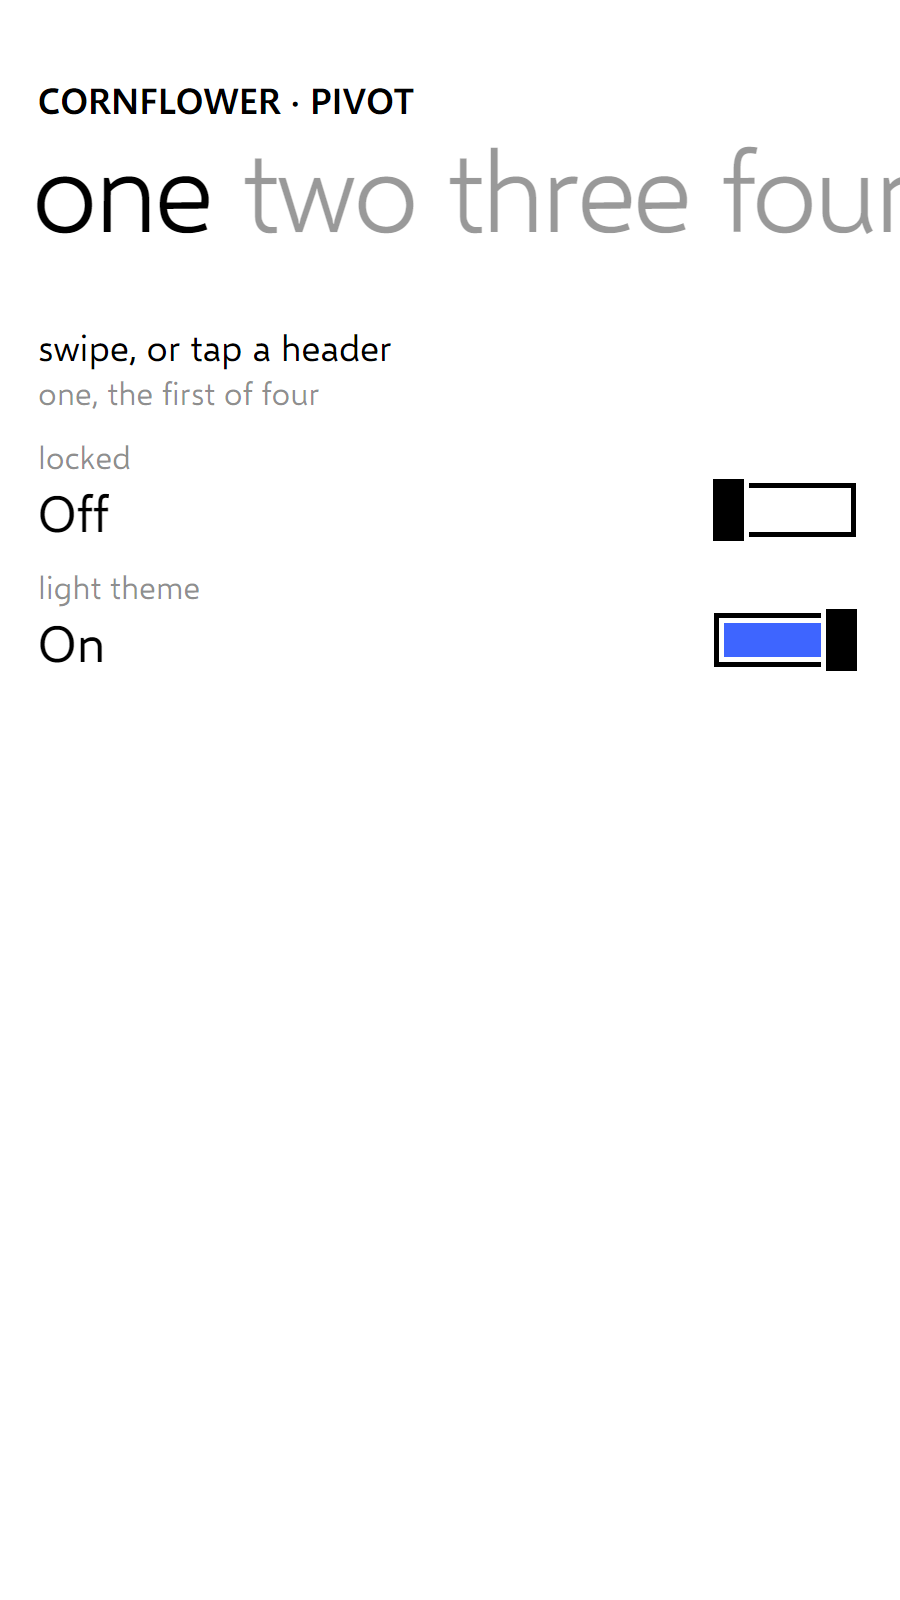 CORNFLOWER · PIVOT
one two three four
swipe, or tap a header
one, the first of four
locked
Off
light theme
On